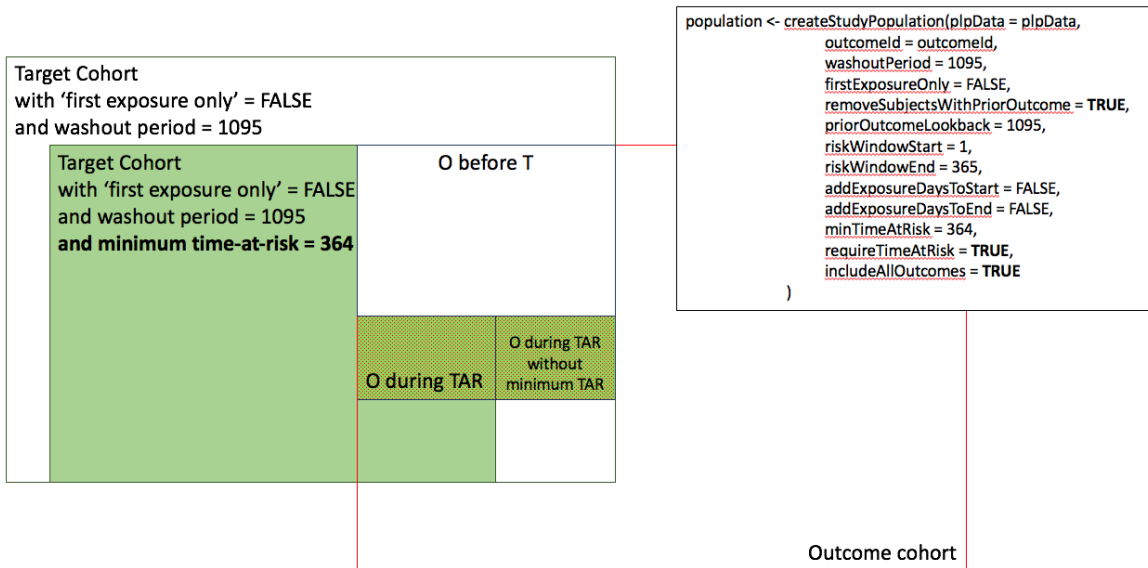 population <- createStudyPopulation(plpData = plpData,
outcomeId = outcomeId,
washoutPeriod = 1095,
firstExposureOnly = FALSE,
removeSubjectsWithPriorOutcome = TRUE,
priorOutcomeLookback = 1095,
riskWindowStart = 1,
riskWindowEnd = 365,
addExposureDaysToStart = FALSE,
addExposureDaysToEnd = FALSE,
minTimeAtRisk = 364,
requireTimeAtRisk = TRUE,
includeAllOutcomes = TRUE
)
Target Cohort
with ‘first exposure only’ = FALSE
and washout period = 1095
Target Cohort
with ‘first exposure only’ = FALSE
and washout period = 1095
and minimum time-at-risk = 364
O before T
O during TAR
O during TAR
without
minimum TAR
Outcome cohort